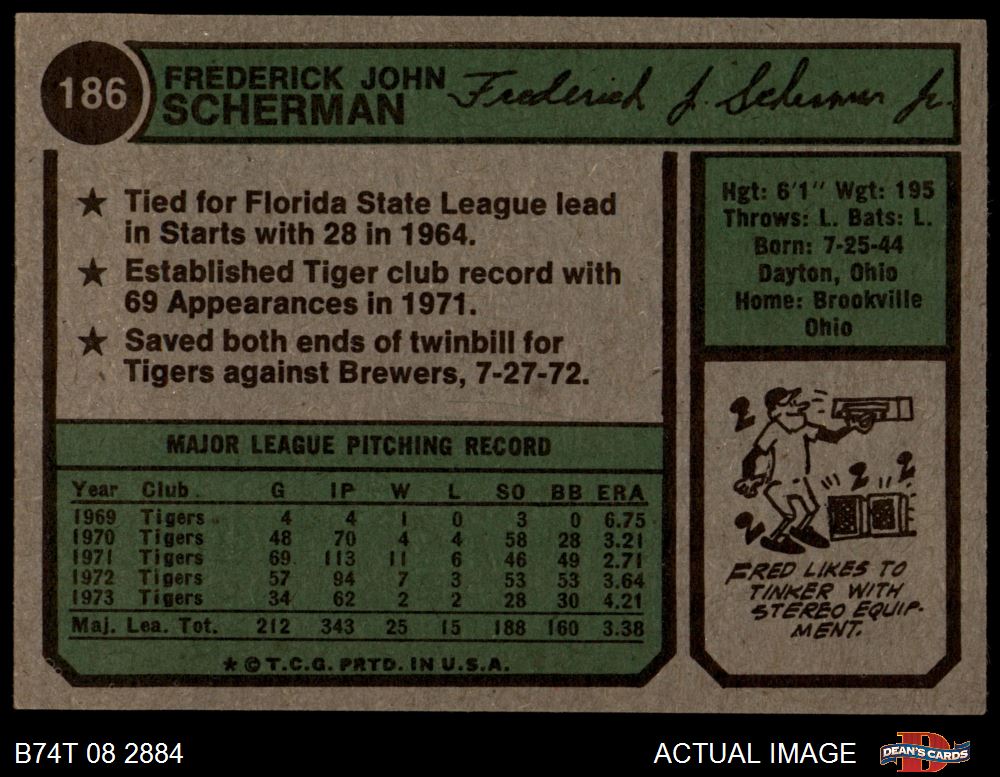 186
FREDERICK JOHN
SCHERMAN
Frederick J. Scherman Jr.
★ Tied for Florida State League lead
in Starts with 28 in 1964.
★ Established Tiger club record with
69 Appearances in 1971.
★ Saved both ends of twinbill for
Tigers against Brewers, 7-27-72.
MAJOR LEAGUE PITCHING RECORD
Year Club G IP W L SO BB ERA
1969 Tigers 4 4 1 0 3 0 6.75
1970 Tigers 48 70 4 4 58 28 3.21
1971 Tigers 69 113 11 6 46 49 2.71
1972 Tigers 57 94 7 3 53 53 3.64
1973 Tigers 34 62 2 2 28 30 4.21
Maj. Lea. Tot. 212 343 25 15 188 160 3.38
★ © T.C.G. PRTD. IN U.S.A.
Hgt: 6'1" Wgt: 195
Throws: L. Bats: L.
Born: 7-25-44
Dayton, Ohio
Home: Brookville
Ohio
FRED LIKES TO
TINKER WITH
STEREO EQUIP-
MENT.
B74T 08 2884
ACTUAL IMAGE
DEAN'S CARDS